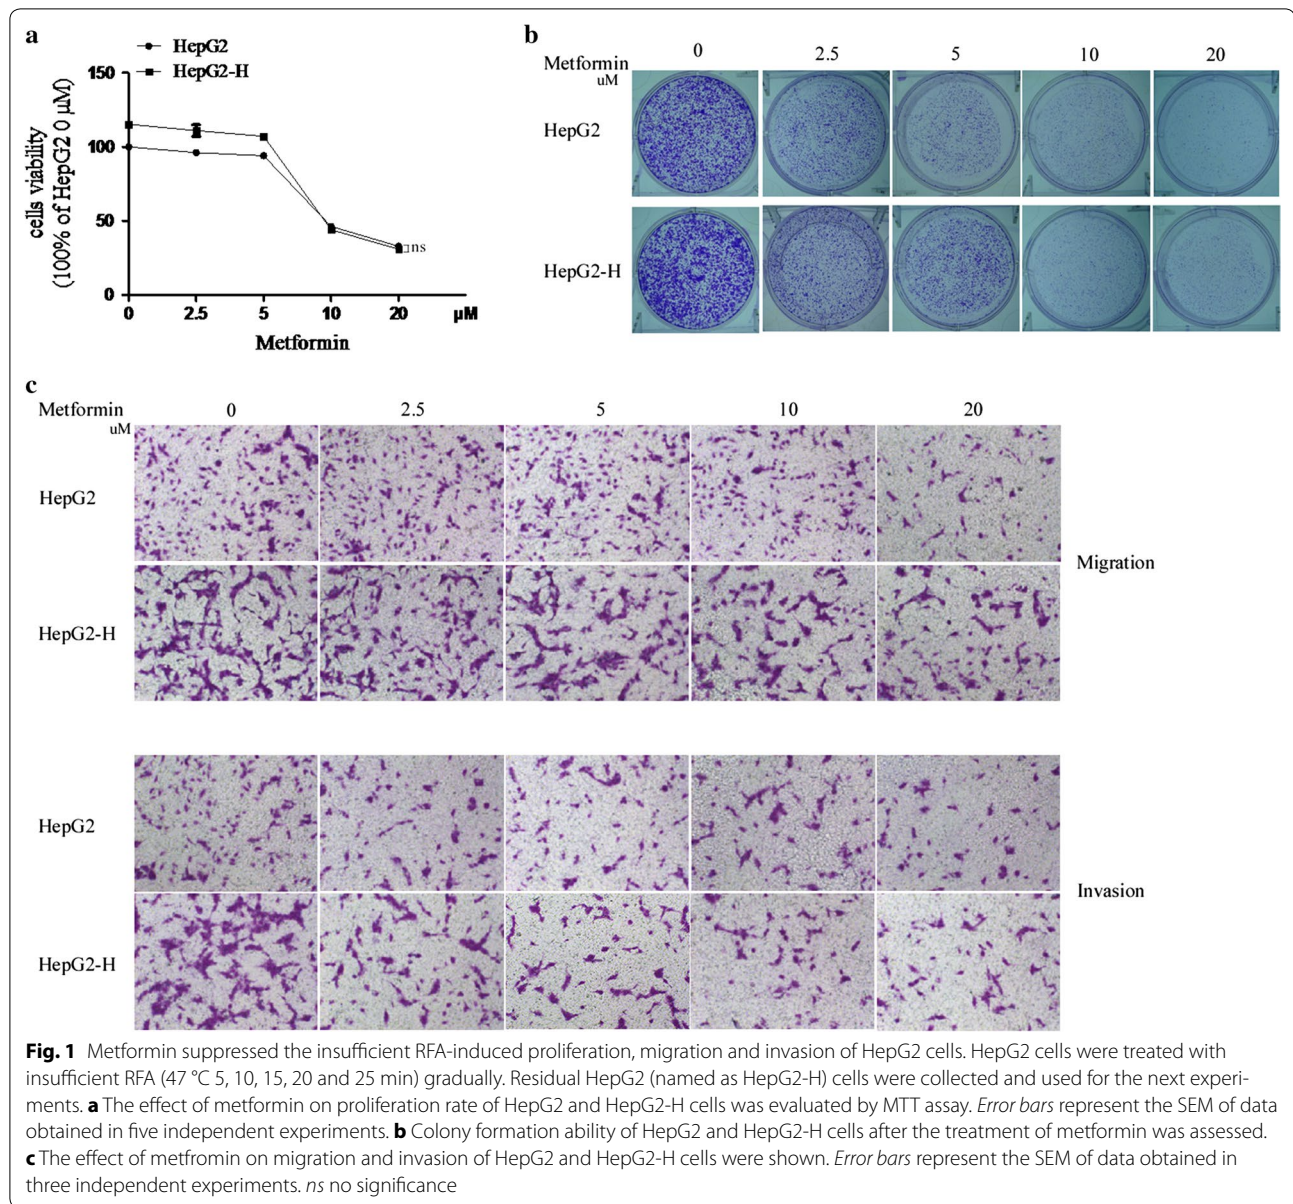 a
HepG2
HepG2-H
cells viability
(100% of HepG2 0 μM)
150
100
50
0
ns
0 2.5 5 10 20 μM
Metformin
b
Metformin 0 2.5 5 10 20
uM
HepG2
HepG2-H
c
Metformin 0 2.5 5 10 20
uM
HepG2
Migration
HepG2-H
HepG2
Invasion
HepG2-H
Fig. 1 Metformin suppressed the insufficient RFA-induced proliferation, migration and invasion of HepG2 cells. HepG2 cells were treated with
insufficient RFA (47 °C 5, 10, 15, 20 and 25 min) gradually. Residual HepG2 (named as HepG2-H) cells were collected and used for the next experi-
ments. a The effect of metformin on proliferation rate of HepG2 and HepG2-H cells was evaluated by MTT assay. Error bars represent the SEM of data
obtained in five independent experiments. b Colony formation ability of HepG2 and HepG2-H cells after the treatment of metformin was assessed.
c The effect of metfromin on migration and invasion of HepG2 and HepG2-H cells were shown. Error bars represent the SEM of data obtained in
three independent experiments. ns no significance